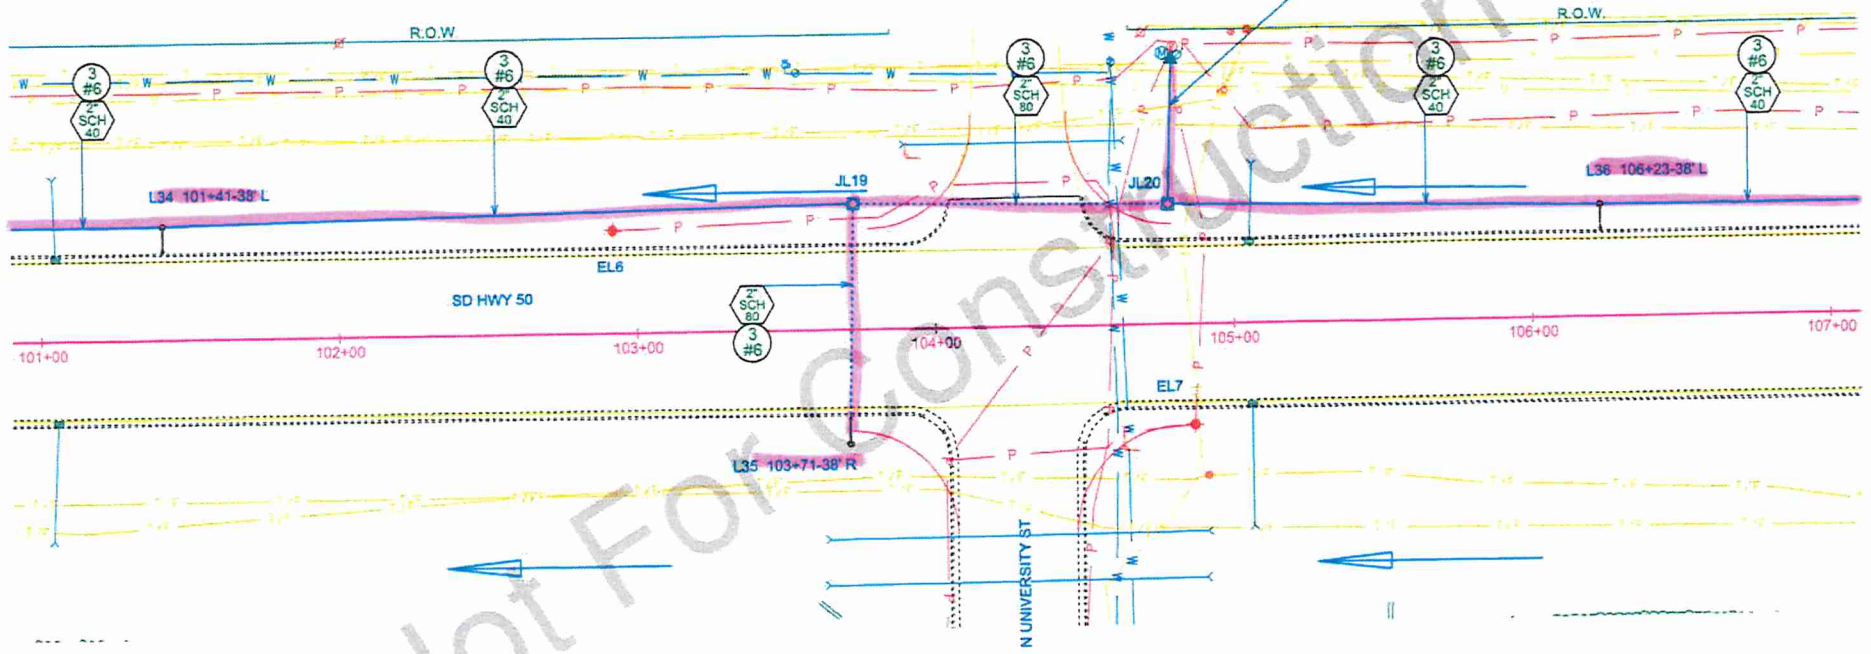 R.O.W
R.O.W.
3
#6
2"
SCH
40
3
#6
2"
SCH
40
3
#6
2"
SCH
80
3
#6
2"
SCH
40
3
#6
2"
SCH
40
W W W W W W W
P P P P P P P P
L34 101+41-38' L
JL19
JL20
L36 106+23-38' L
EL6
SD HWY 50
2"
SCH
80
3
#6
101+00
102+00
103+00
104+00
105+00
106+00
107+00
EL7
L35 103+71-38' R
N UNIVERSITY ST
Not For Construction